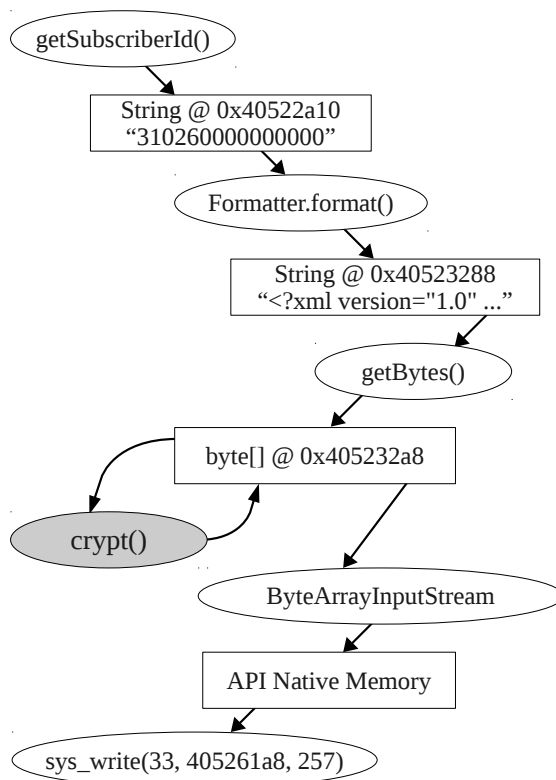 getSubscriberId()
String @ 0x40522a10
“310260000000000”
Formatter.format()
String @ 0x40523288
“<?xml version="1.0" ...”
getBytes()
byte[] @ 0x405232a8
crypt()
ByteArrayInputStream
API Native Memory
sys_write(33, 405261a8, 257)